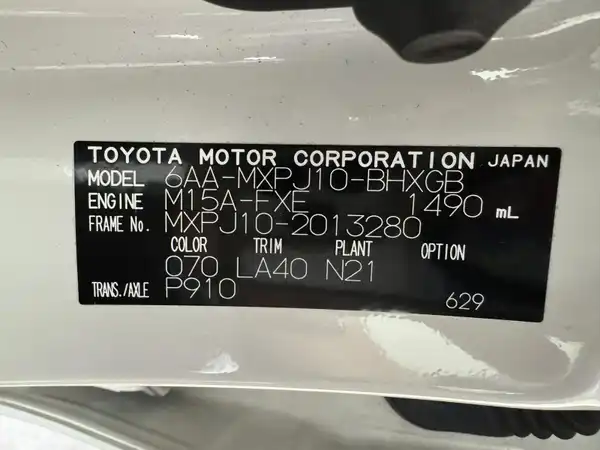 TOYOTA MOTOR CORPORATION JAPAN
MODEL 6AA-MXPJ10-BHXGB
ENGINE M15A-FXE 1490 mL
FRAME No. MXPJ10-2013280
COLOR TRIM PLANT OPTION
070 LA40 N21
TRANS./AXLE P910 629